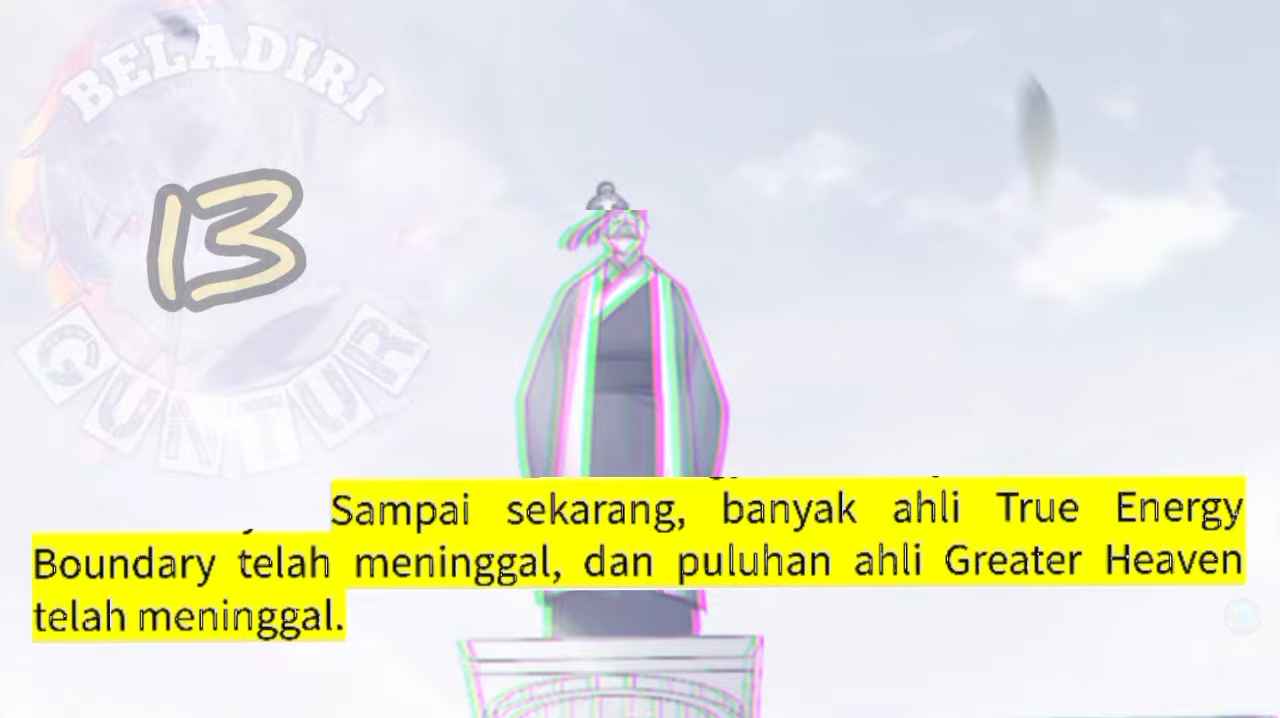 BELADIRI
13
GUNTUR
Sampai sekarang, banyak ahli True Energy
Boundary telah meninggal, dan puluhan ahli Greater Heaven
telah meninggal.